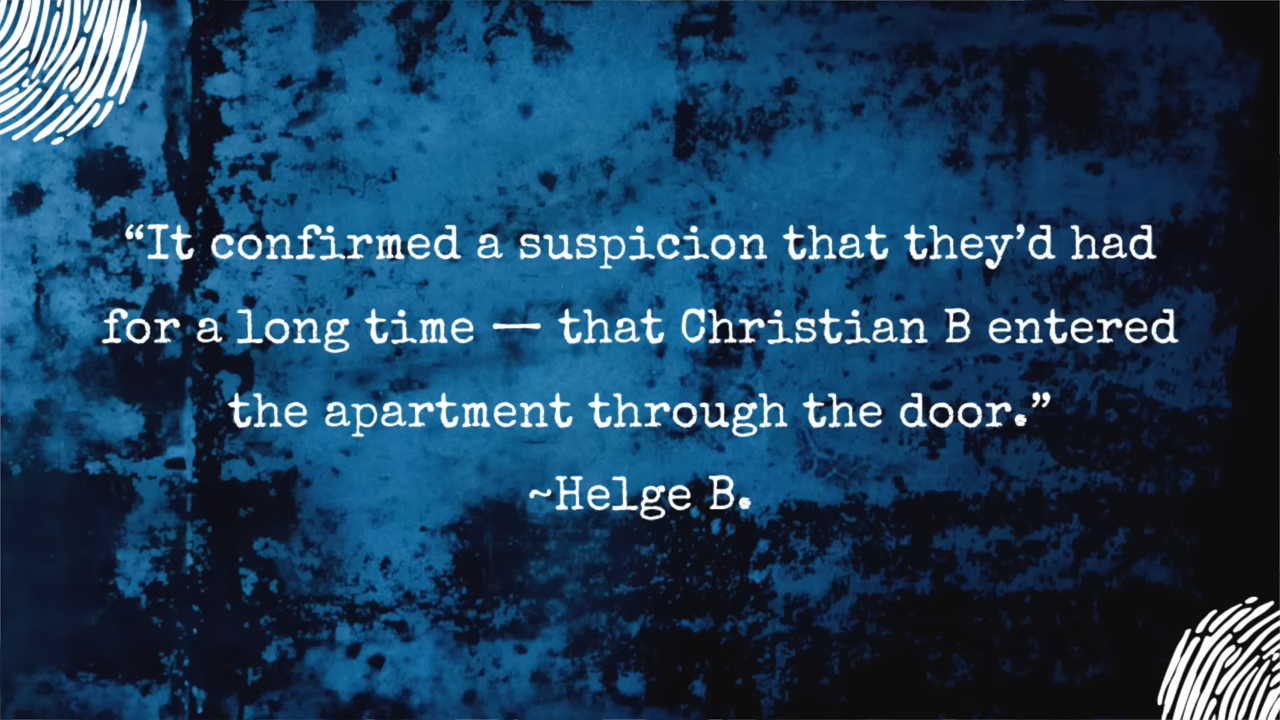 “It confirmed a suspicion that they’d had
for a long time — that Christian B entered
the apartment through the door.”
~Helge B.